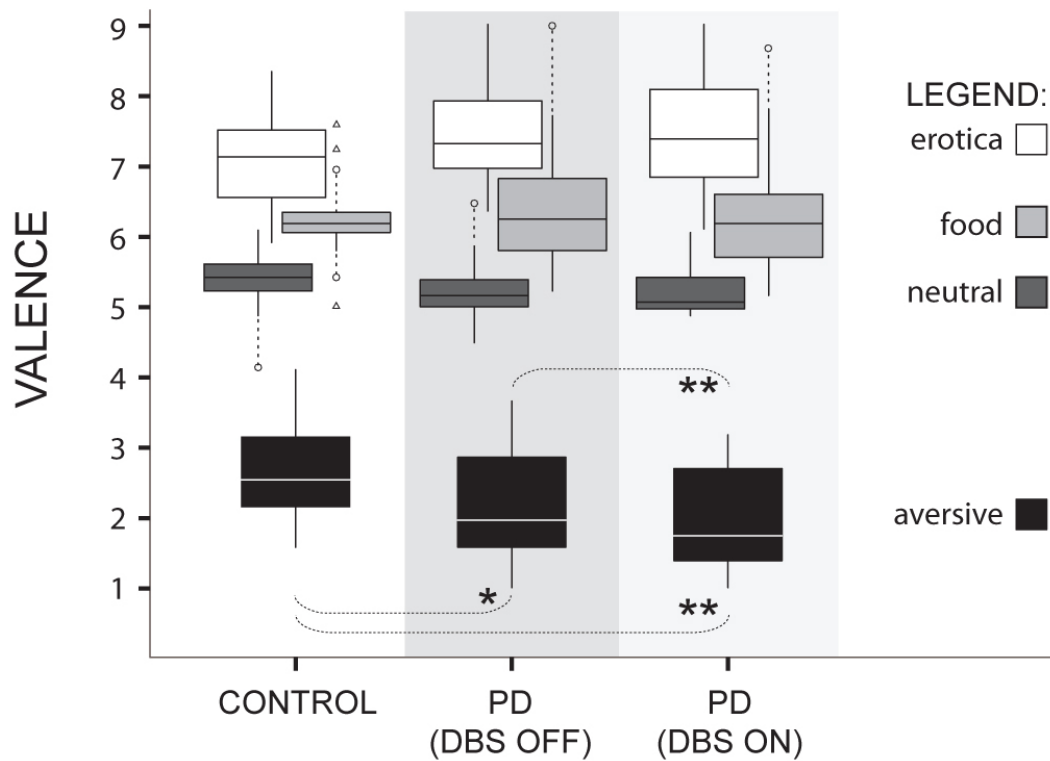 VALENCE
9
8
7
6
5
4
3
2
1
**
*
**
CONTROL
PD
(DBS OFF)
PD
(DBS ON)
LEGEND:
erotica
food
neutral
aversive